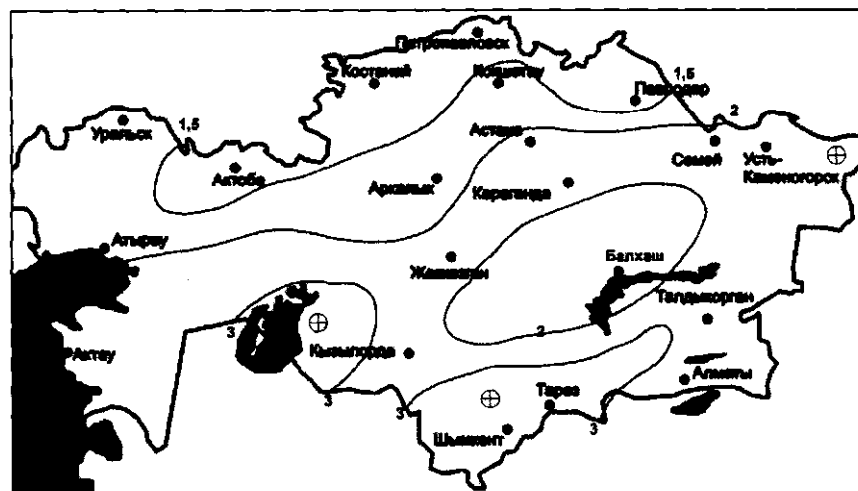 Петропавловск
Костанай
Кокшетау
1,5
Павлодар
2
1,5
Уральск
Астана
Семей
Усть-
Каменогорск
Актобе
Аркалык
Караганда
Атырау
Жезказган
Балхаш
Талдыкорган
3
2
Актау
Кызылорда
Алматы
3
3
Тараз
3
Шымкент